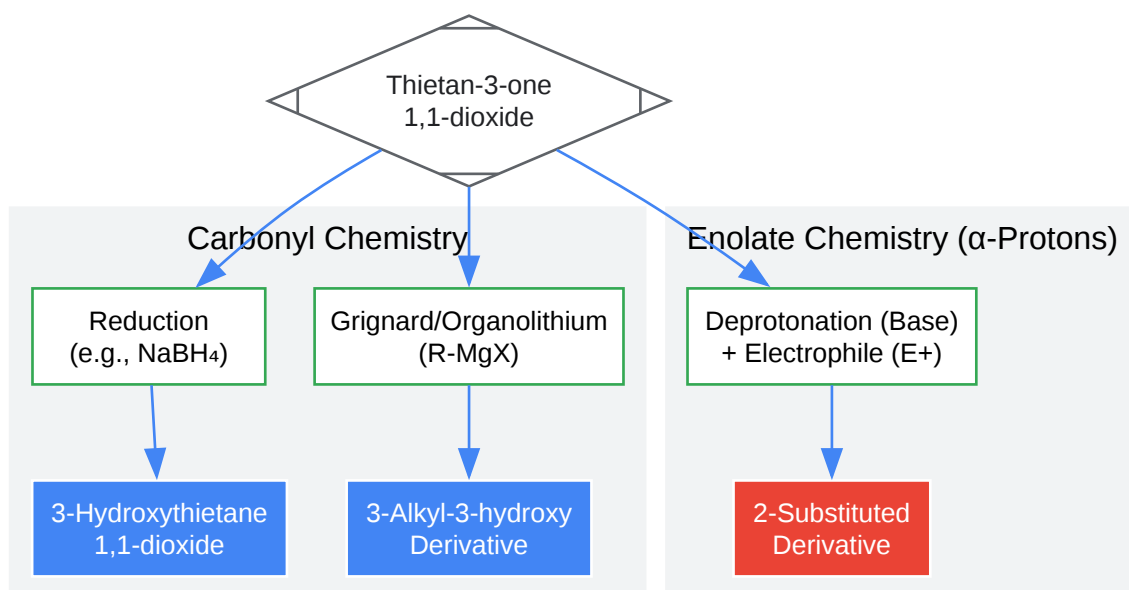 Thietan-3-one
1,1-dioxide
Carbonyl Chemistry
Enolate Chemistry (α-Protons)
Reduction
(e.g., NaBH₄)
Grignard/Organolithium
(R-MgX)
Deprotonation (Base)
+ Electrophile (E+)
3-Hydroxythietane
1,1-dioxide
3-Alkyl-3-hydroxy
Derivative
2-Substituted
Derivative